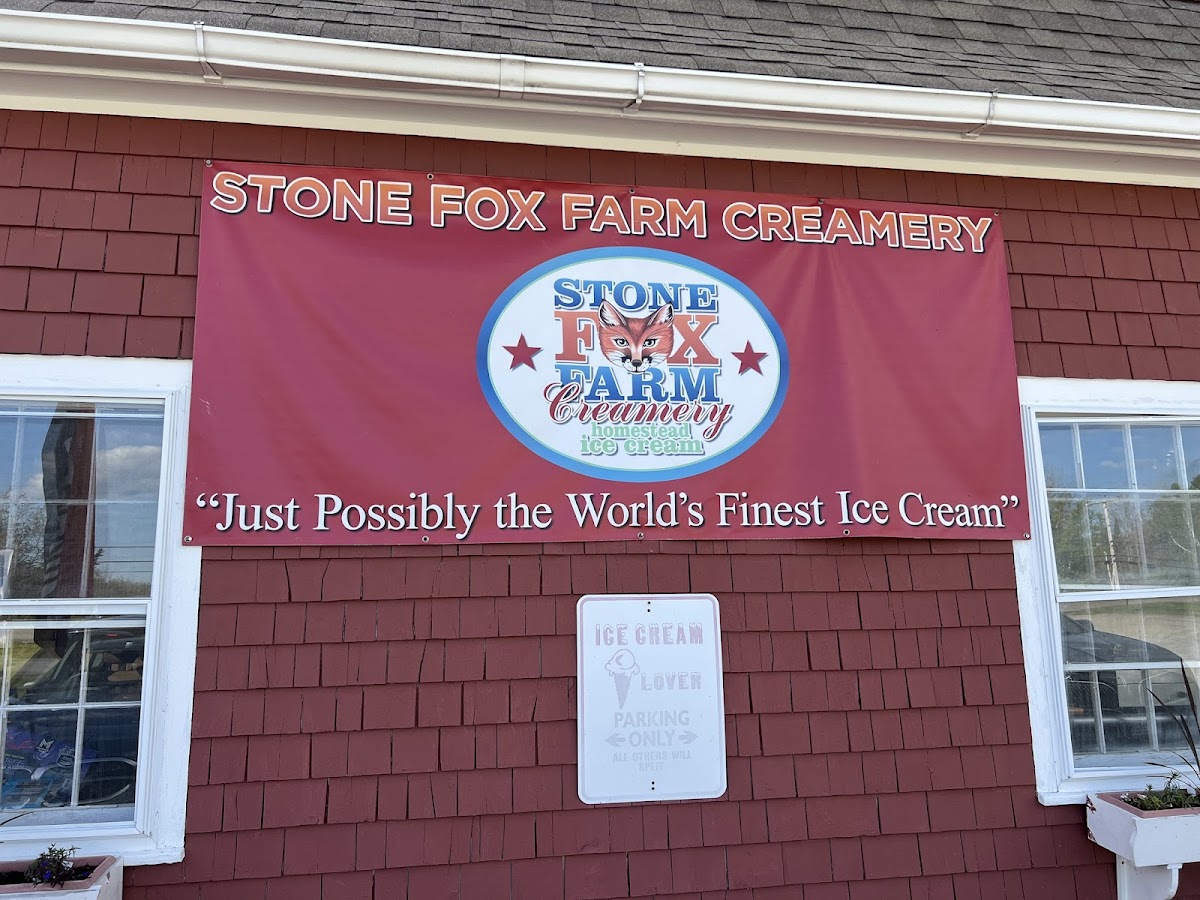 STONE FOX FARM CREAMERY
STONE
FOX
FARM
Creamery
homestead
ice cream
“Just Possibly the World’s Finest Ice Cream”
ICE CREAM
LOVER
PARKING
ONLY
ALL OTHERS WILL